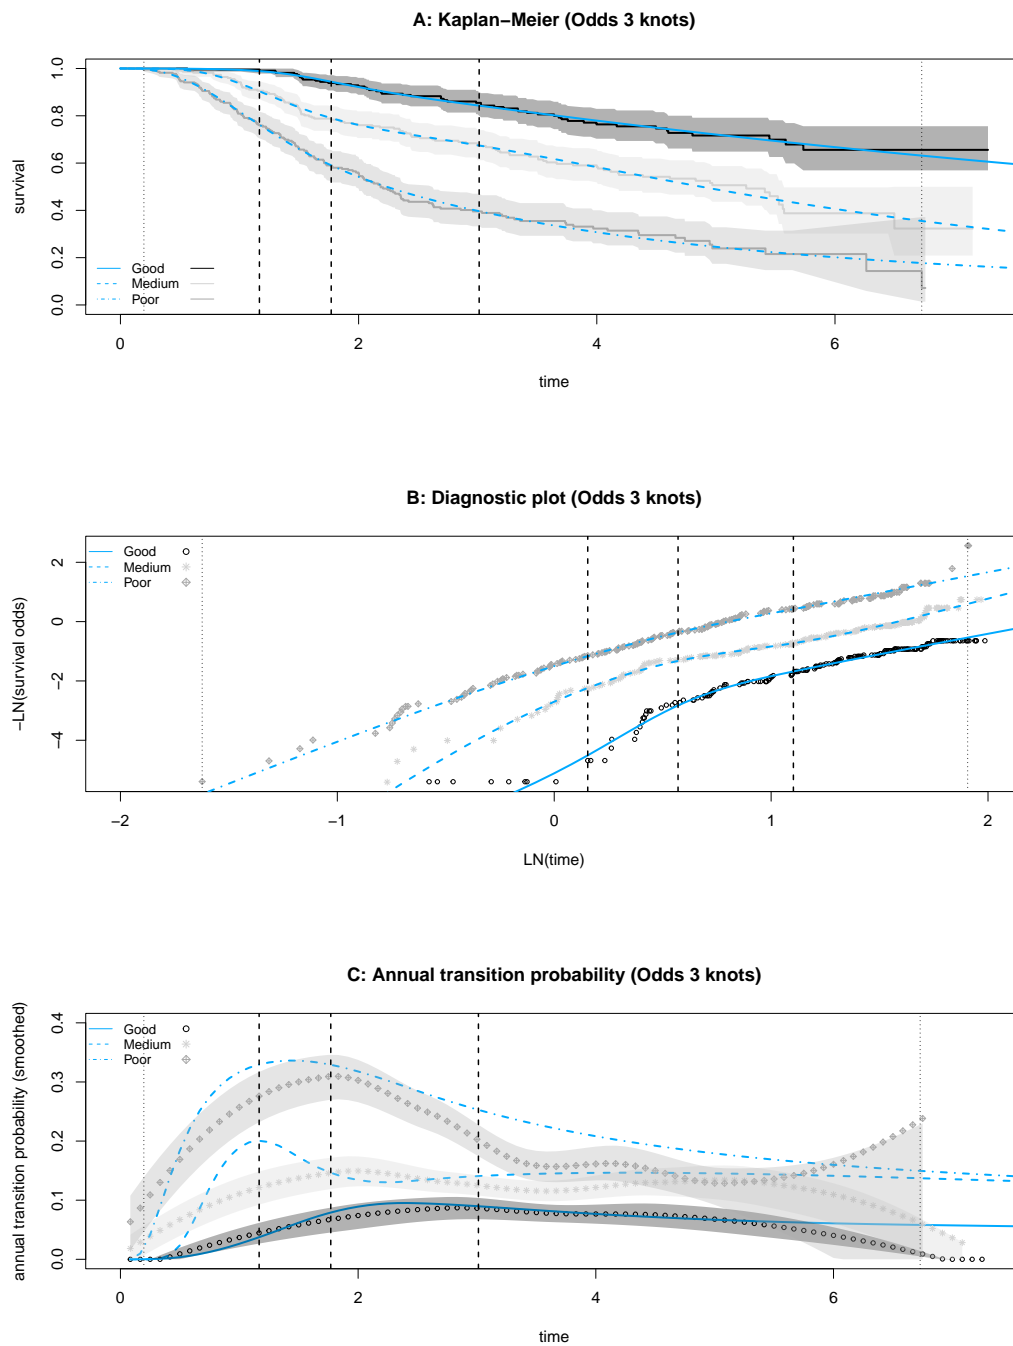 A: Kaplan−Meier (Odds 3 knots)
survival
0.0 0.2 0.4 0.6 0.8 1.0
Good
Medium
Poor
0 2 4 6
time
B: Diagnostic plot (Odds 3 knots)
−LN(survival odds)
−4 −2 0 2
Good
Medium
Poor
−2 −1 0 1 2
LN(time)
C: Annual transition probability (Odds 3 knots)
annual transition probability (smoothed)
0.0 0.1 0.2 0.3 0.4
Good
Medium
Poor
0 2 4 6
time